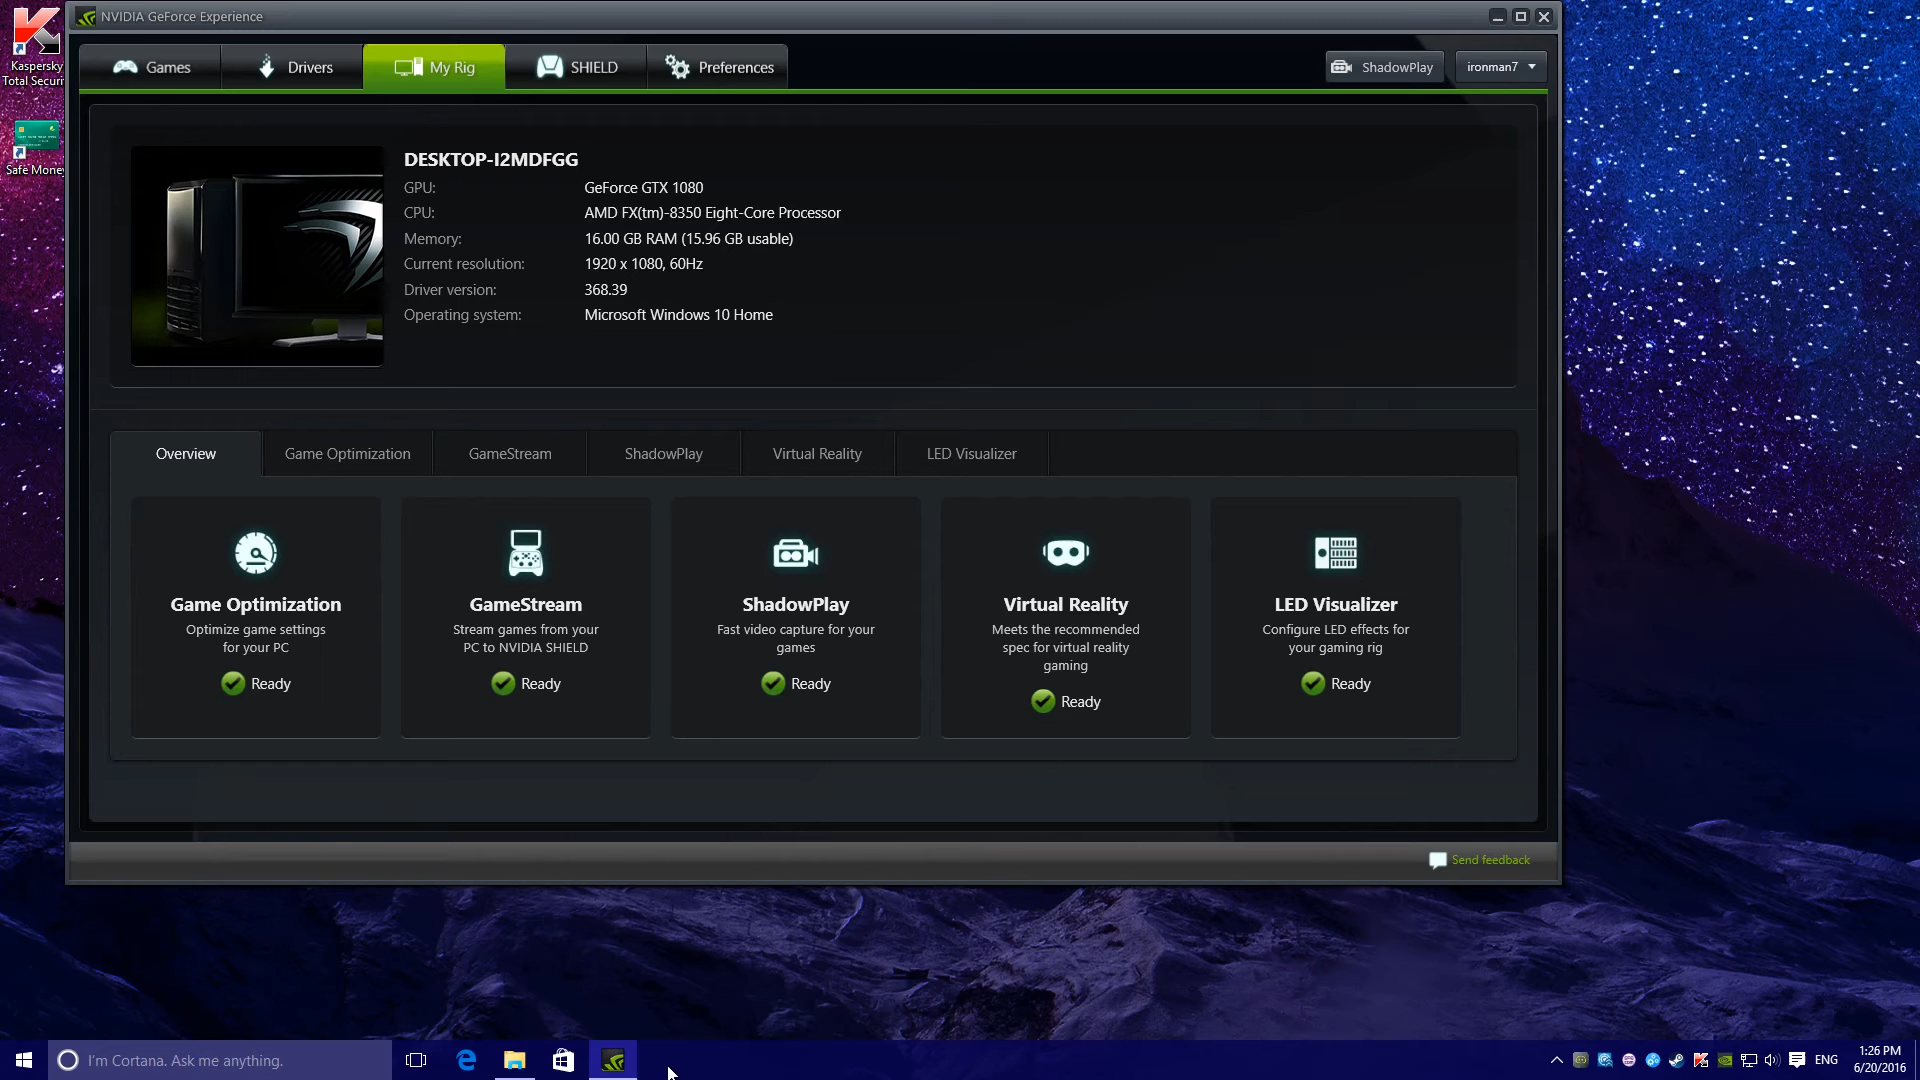 NVIDIA GeForce Experience
Kaspersky
Total Securi
Safe Money
Games
Drivers
My Rig
SHIELD
Preferences
ShadowPlay
ironman7
DESKTOP-I2MDFGG
GPU: GeForce GTX 1080
CPU: AMD FX(tm)-8350 Eight-Core Processor
Memory: 16.00 GB RAM (15.96 GB usable)
Current resolution: 1920 x 1080, 60Hz
Driver version: 368.39
Operating system: Microsoft Windows 10 Home
Overview
Game Optimization
GameStream
ShadowPlay
Virtual Reality
LED Visualizer
Game Optimization
Optimize game settings
for your PC
Ready
GameStream
Stream games from your
PC to NVIDIA SHIELD
Ready
ShadowPlay
Fast video capture for your
games
Ready
Virtual Reality
Meets the recommended
spec for virtual reality
gaming
Ready
LED Visualizer
Configure LED effects for
your gaming rig
Ready
Send feedback
I'm Cortana. Ask me anything.
ENG
1:26 PM
6/20/2016